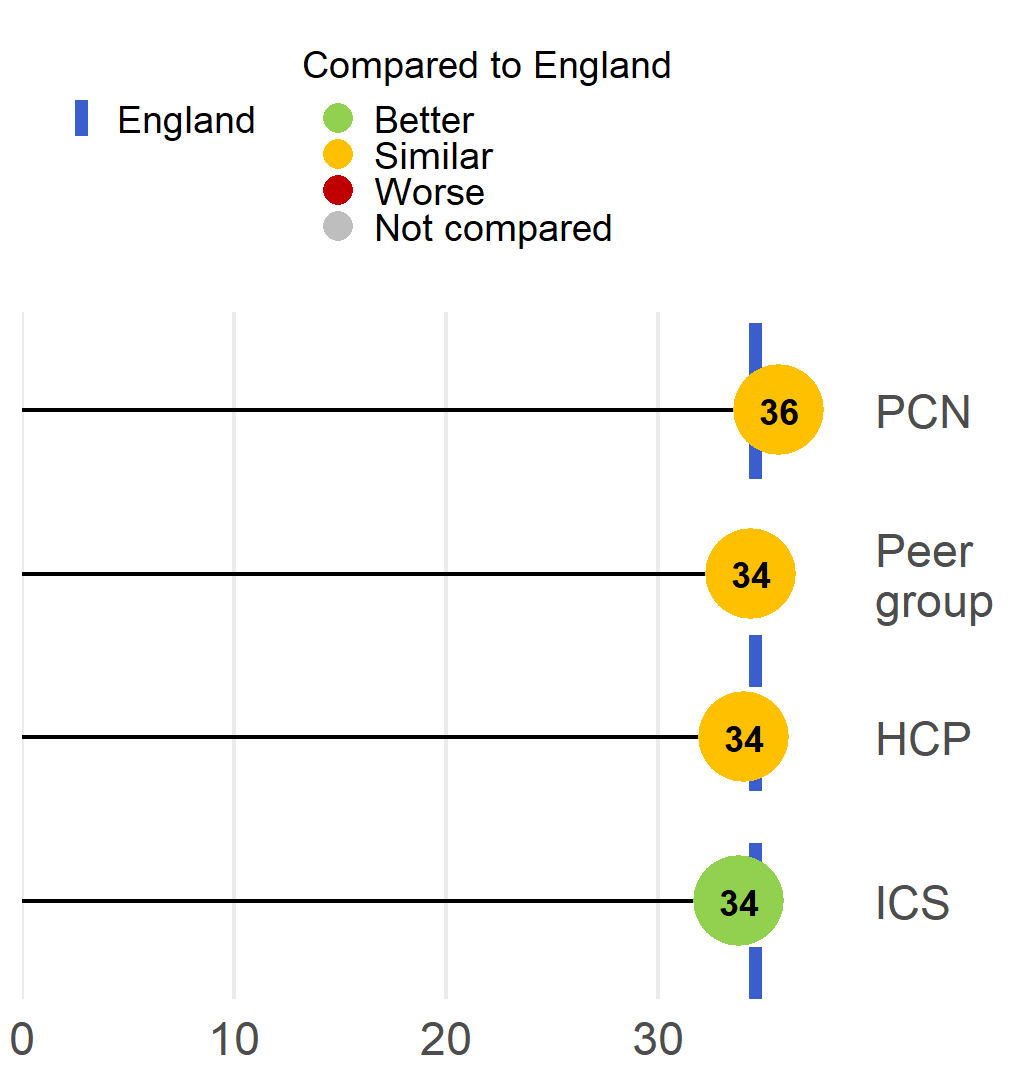 Compared to England
England
Better
Similar
Worse
Not compared
36
PCN
34
Peer
group
34
HCP
34
ICS
0 10 20 30